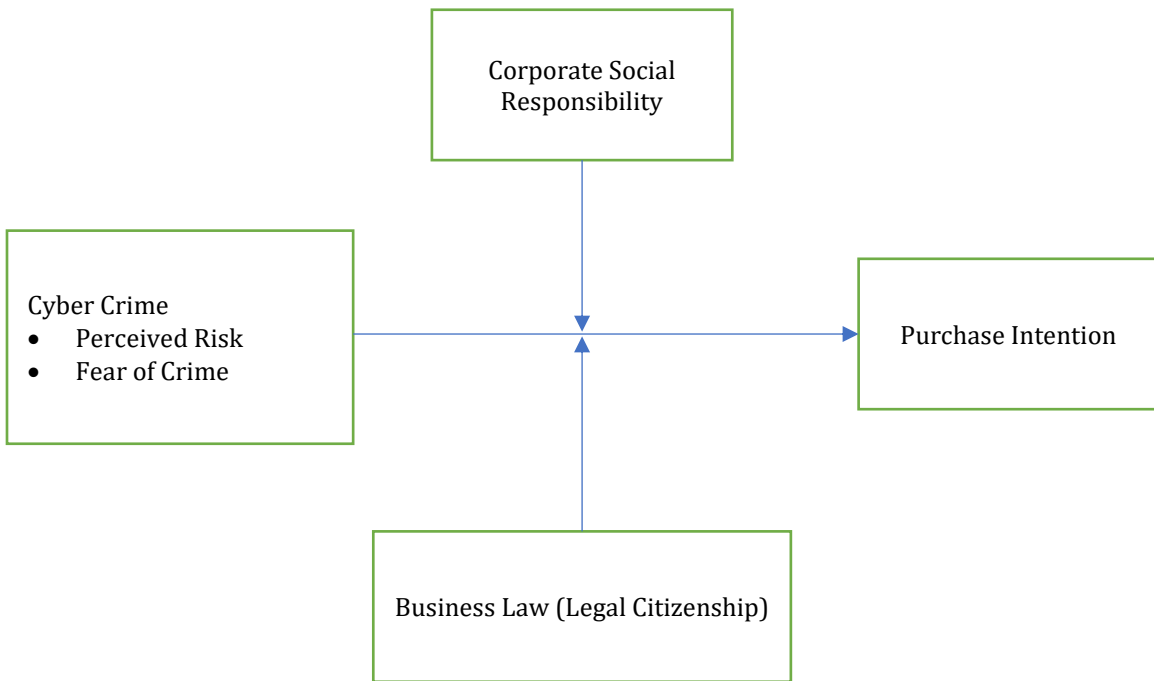 Corporate Social
Responsibility
Cyber Crime
• Perceived Risk
• Fear of Crime
Purchase Intention
Business Law (Legal Citizenship)